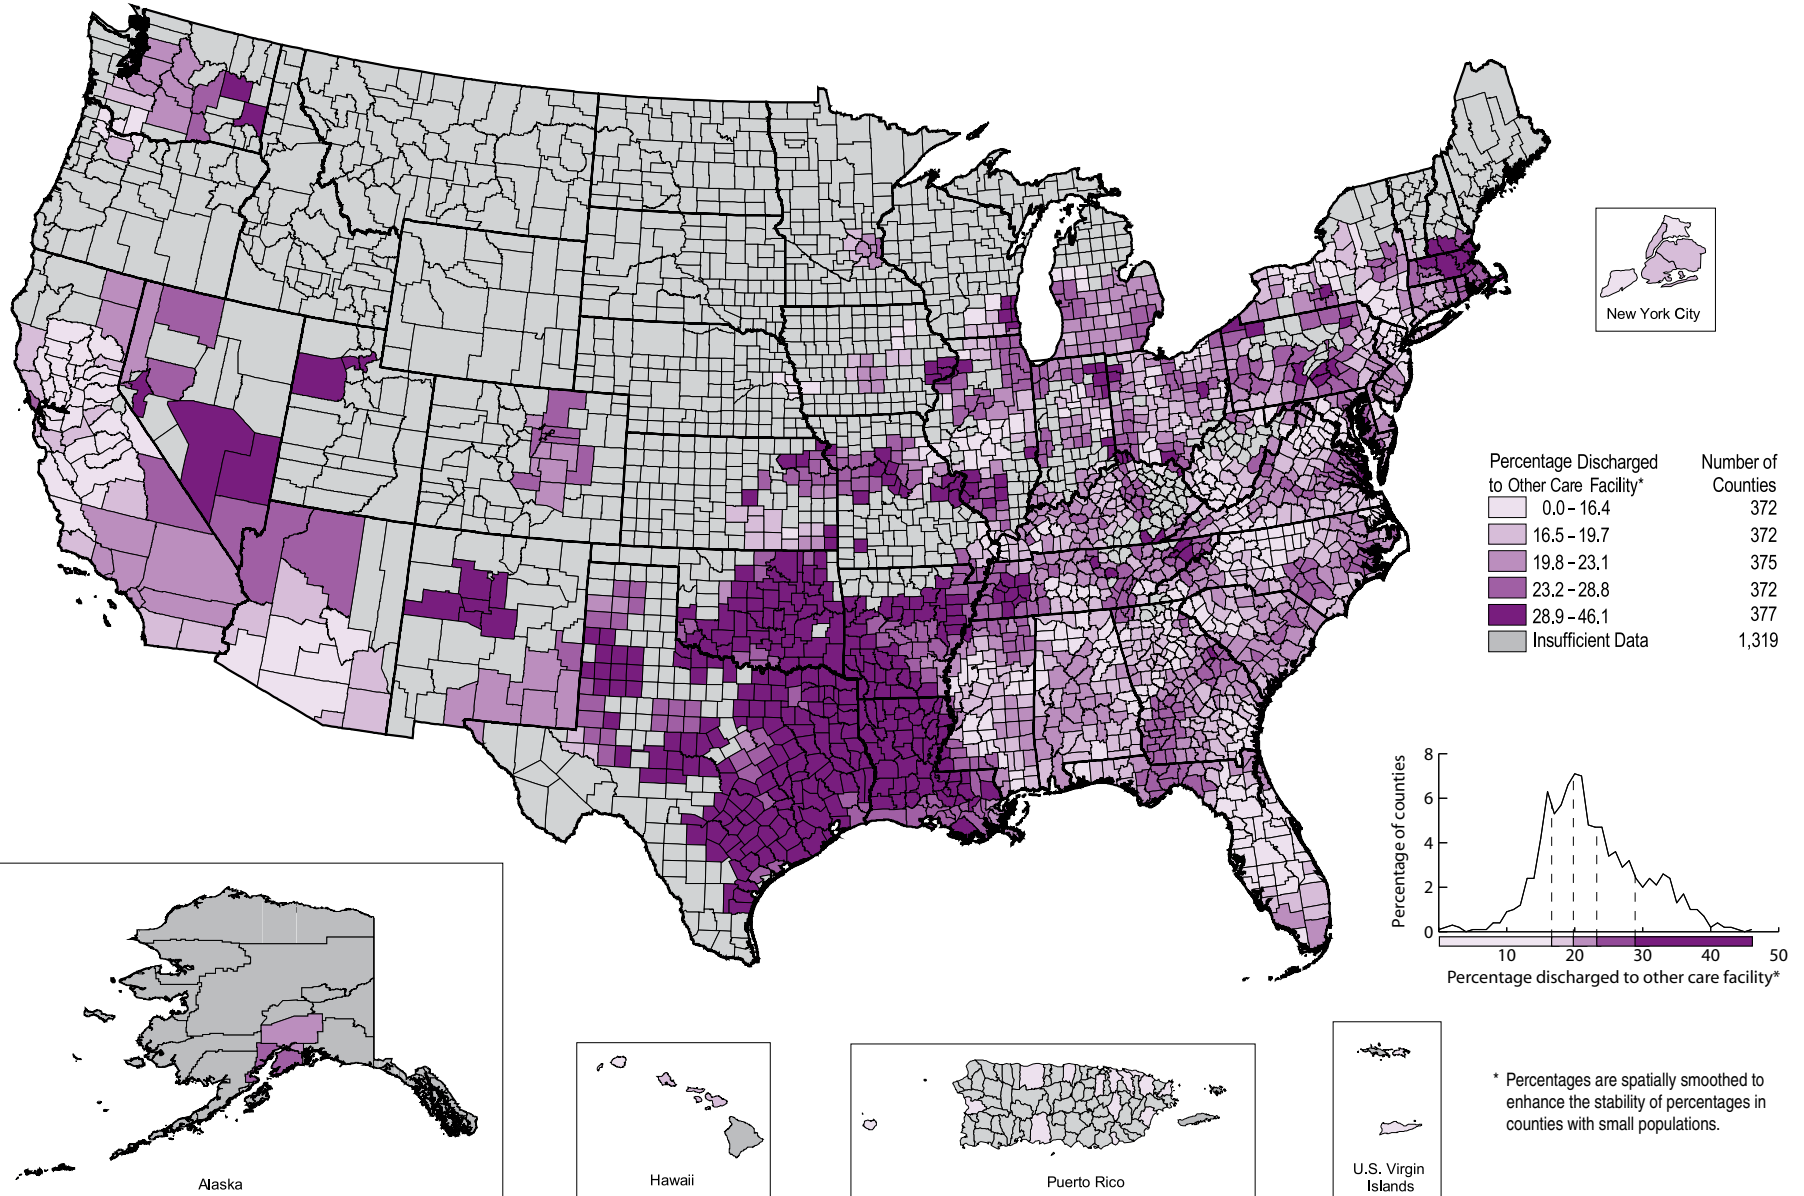 New York City
Percentage Discharged Number of
to Other Care Facility* Counties
0.0 – 16.4 372
16.5 – 19.7 372
19.8 – 23.1 375
23.2 – 28.8 372
28.9 – 46.1 377
Insufficient Data 1,319
Percentage of counties
8
6
4
2
0
10 20 30 40 50
Percentage discharged to other care facility*
* Percentages are spatially smoothed to
enhance the stability of percentages in
counties with small populations.
Alaska
Hawaii
Puerto Rico
U.S. Virgin
Islands